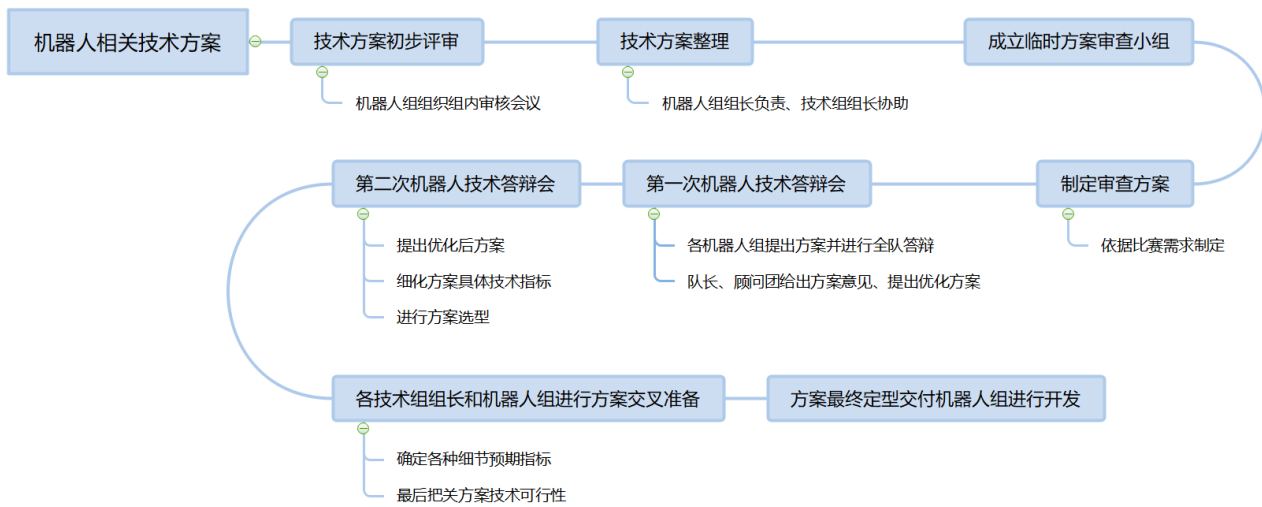 机器人相关技术方案
技术方案初步评审
机器人组组织组内审核会议
技术方案整理
机器人组组长负责、技术组组长协助
成立临时方案审查小组
制定审查方案
依据比赛需求制定
第一次机器人技术答辩会
各机器人组提出方案并进行全队答辩
队长、顾问团给出方案意见、提出优化方案
第二次机器人技术答辩会
提出优化后方案
细化方案具体技术指标
进行方案选型
各技术组组长和机器人组进行方案交叉准备
确定各种细节预期指标
最后把关方案技术可行性
方案最终定型交付机器人组进行开发